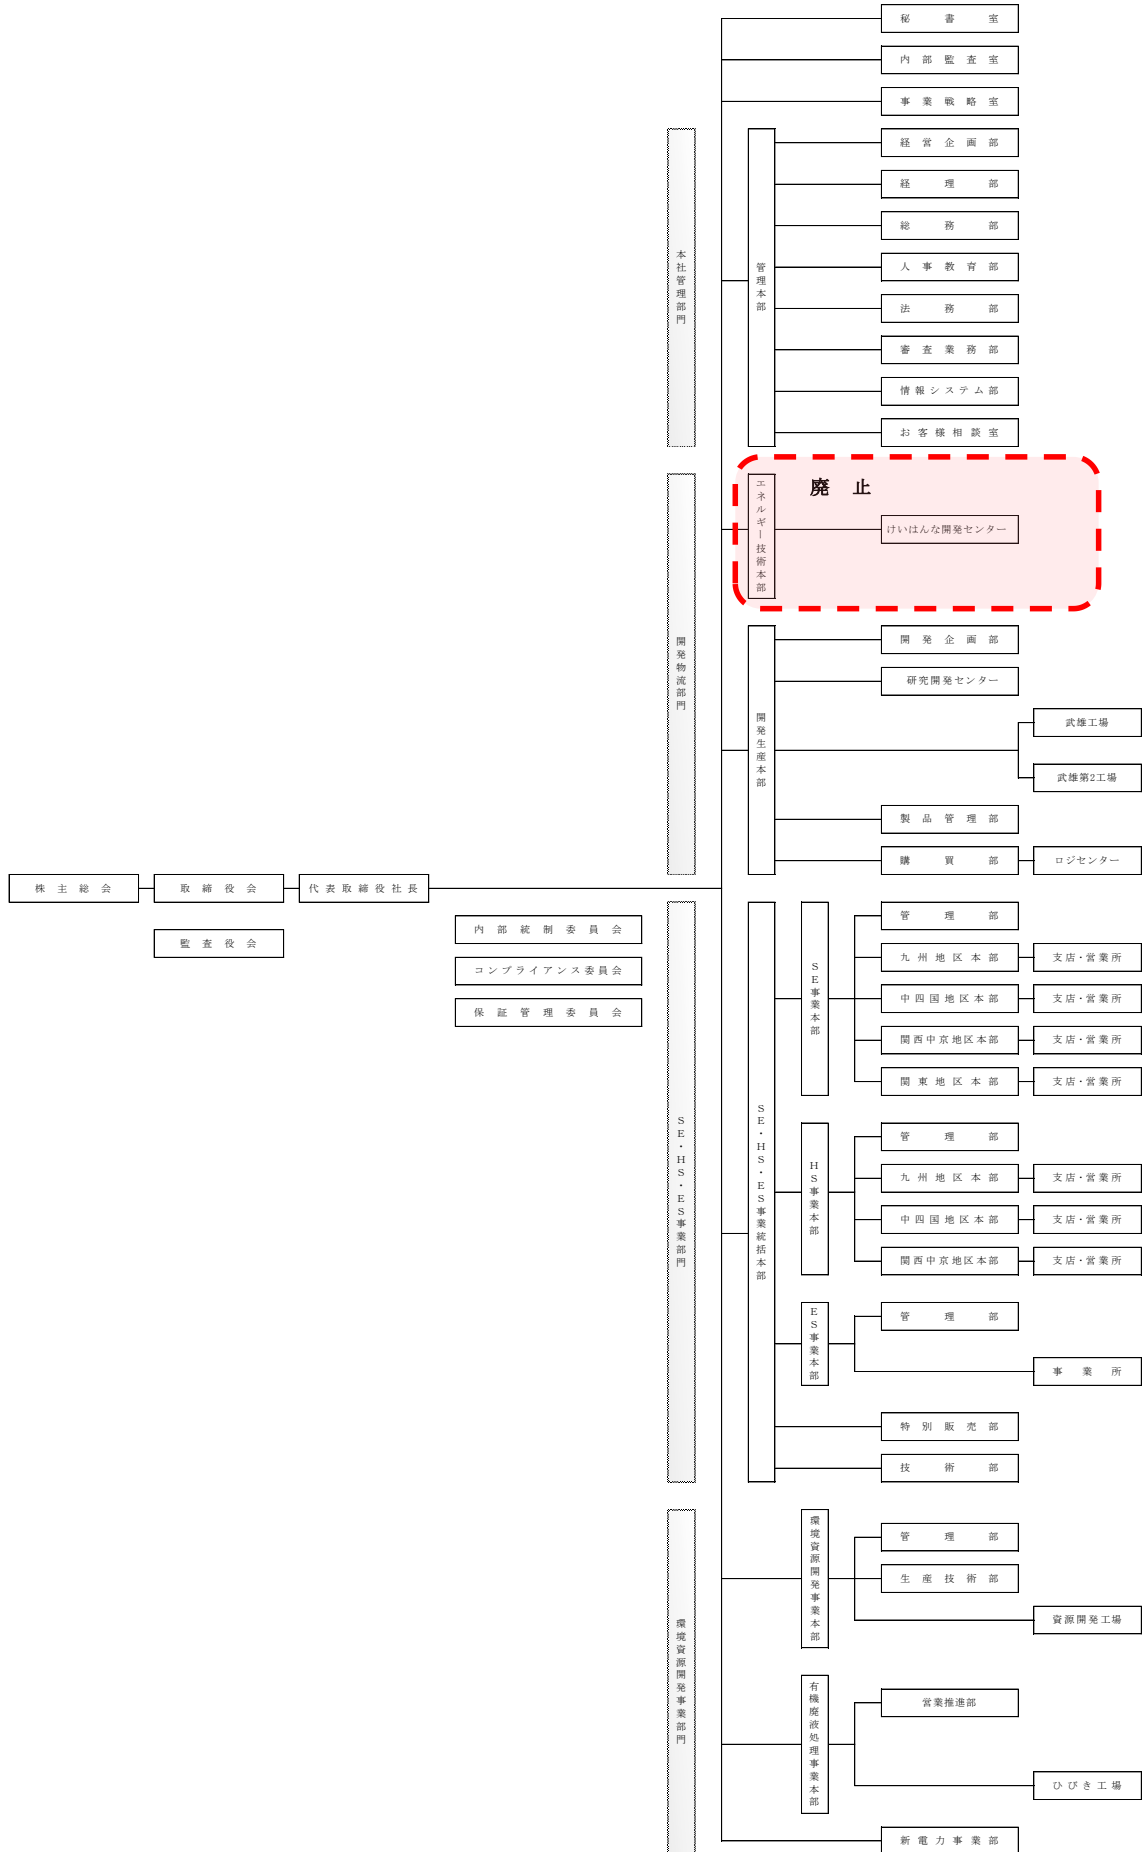 秘書室
内部監査室
事業戦略室
本社管理部門
管理本部
経営企画部
経理部
総務部
人事教育部
法務部
審査業務部
情報システム部
お客様相談室
開発物流部門
エネルギー技術本部
廃止
けいはんな開発センター
開発生産本部
開発企画部
研究開発センター
武雄工場
武雄第2工場
製品管理部
購買部
ロジセンター
株主総会
取締役会
代表取締役社長
監査役会
内部統制委員会
コンプライアンス委員会
保証管理委員会
SE・HS・ES事業部門
SE・HS・ES事業統括本部
SE事業本部
管理部
九州地区本部
支店・営業所
中四国地区本部
支店・営業所
関西中京地区本部
支店・営業所
関東地区本部
支店・営業所
HS事業本部
管理部
九州地区本部
支店・営業所
中四国地区本部
支店・営業所
関西中京地区本部
支店・営業所
ES事業本部
管理部
事業所
特別販売部
技術部
環境資源開発事業部門
環境資源開発事業本部
管理部
生産技術部
資源開発工場
有機廃液処理事業本部
営業推進部
ひびき工場
新電力事業部